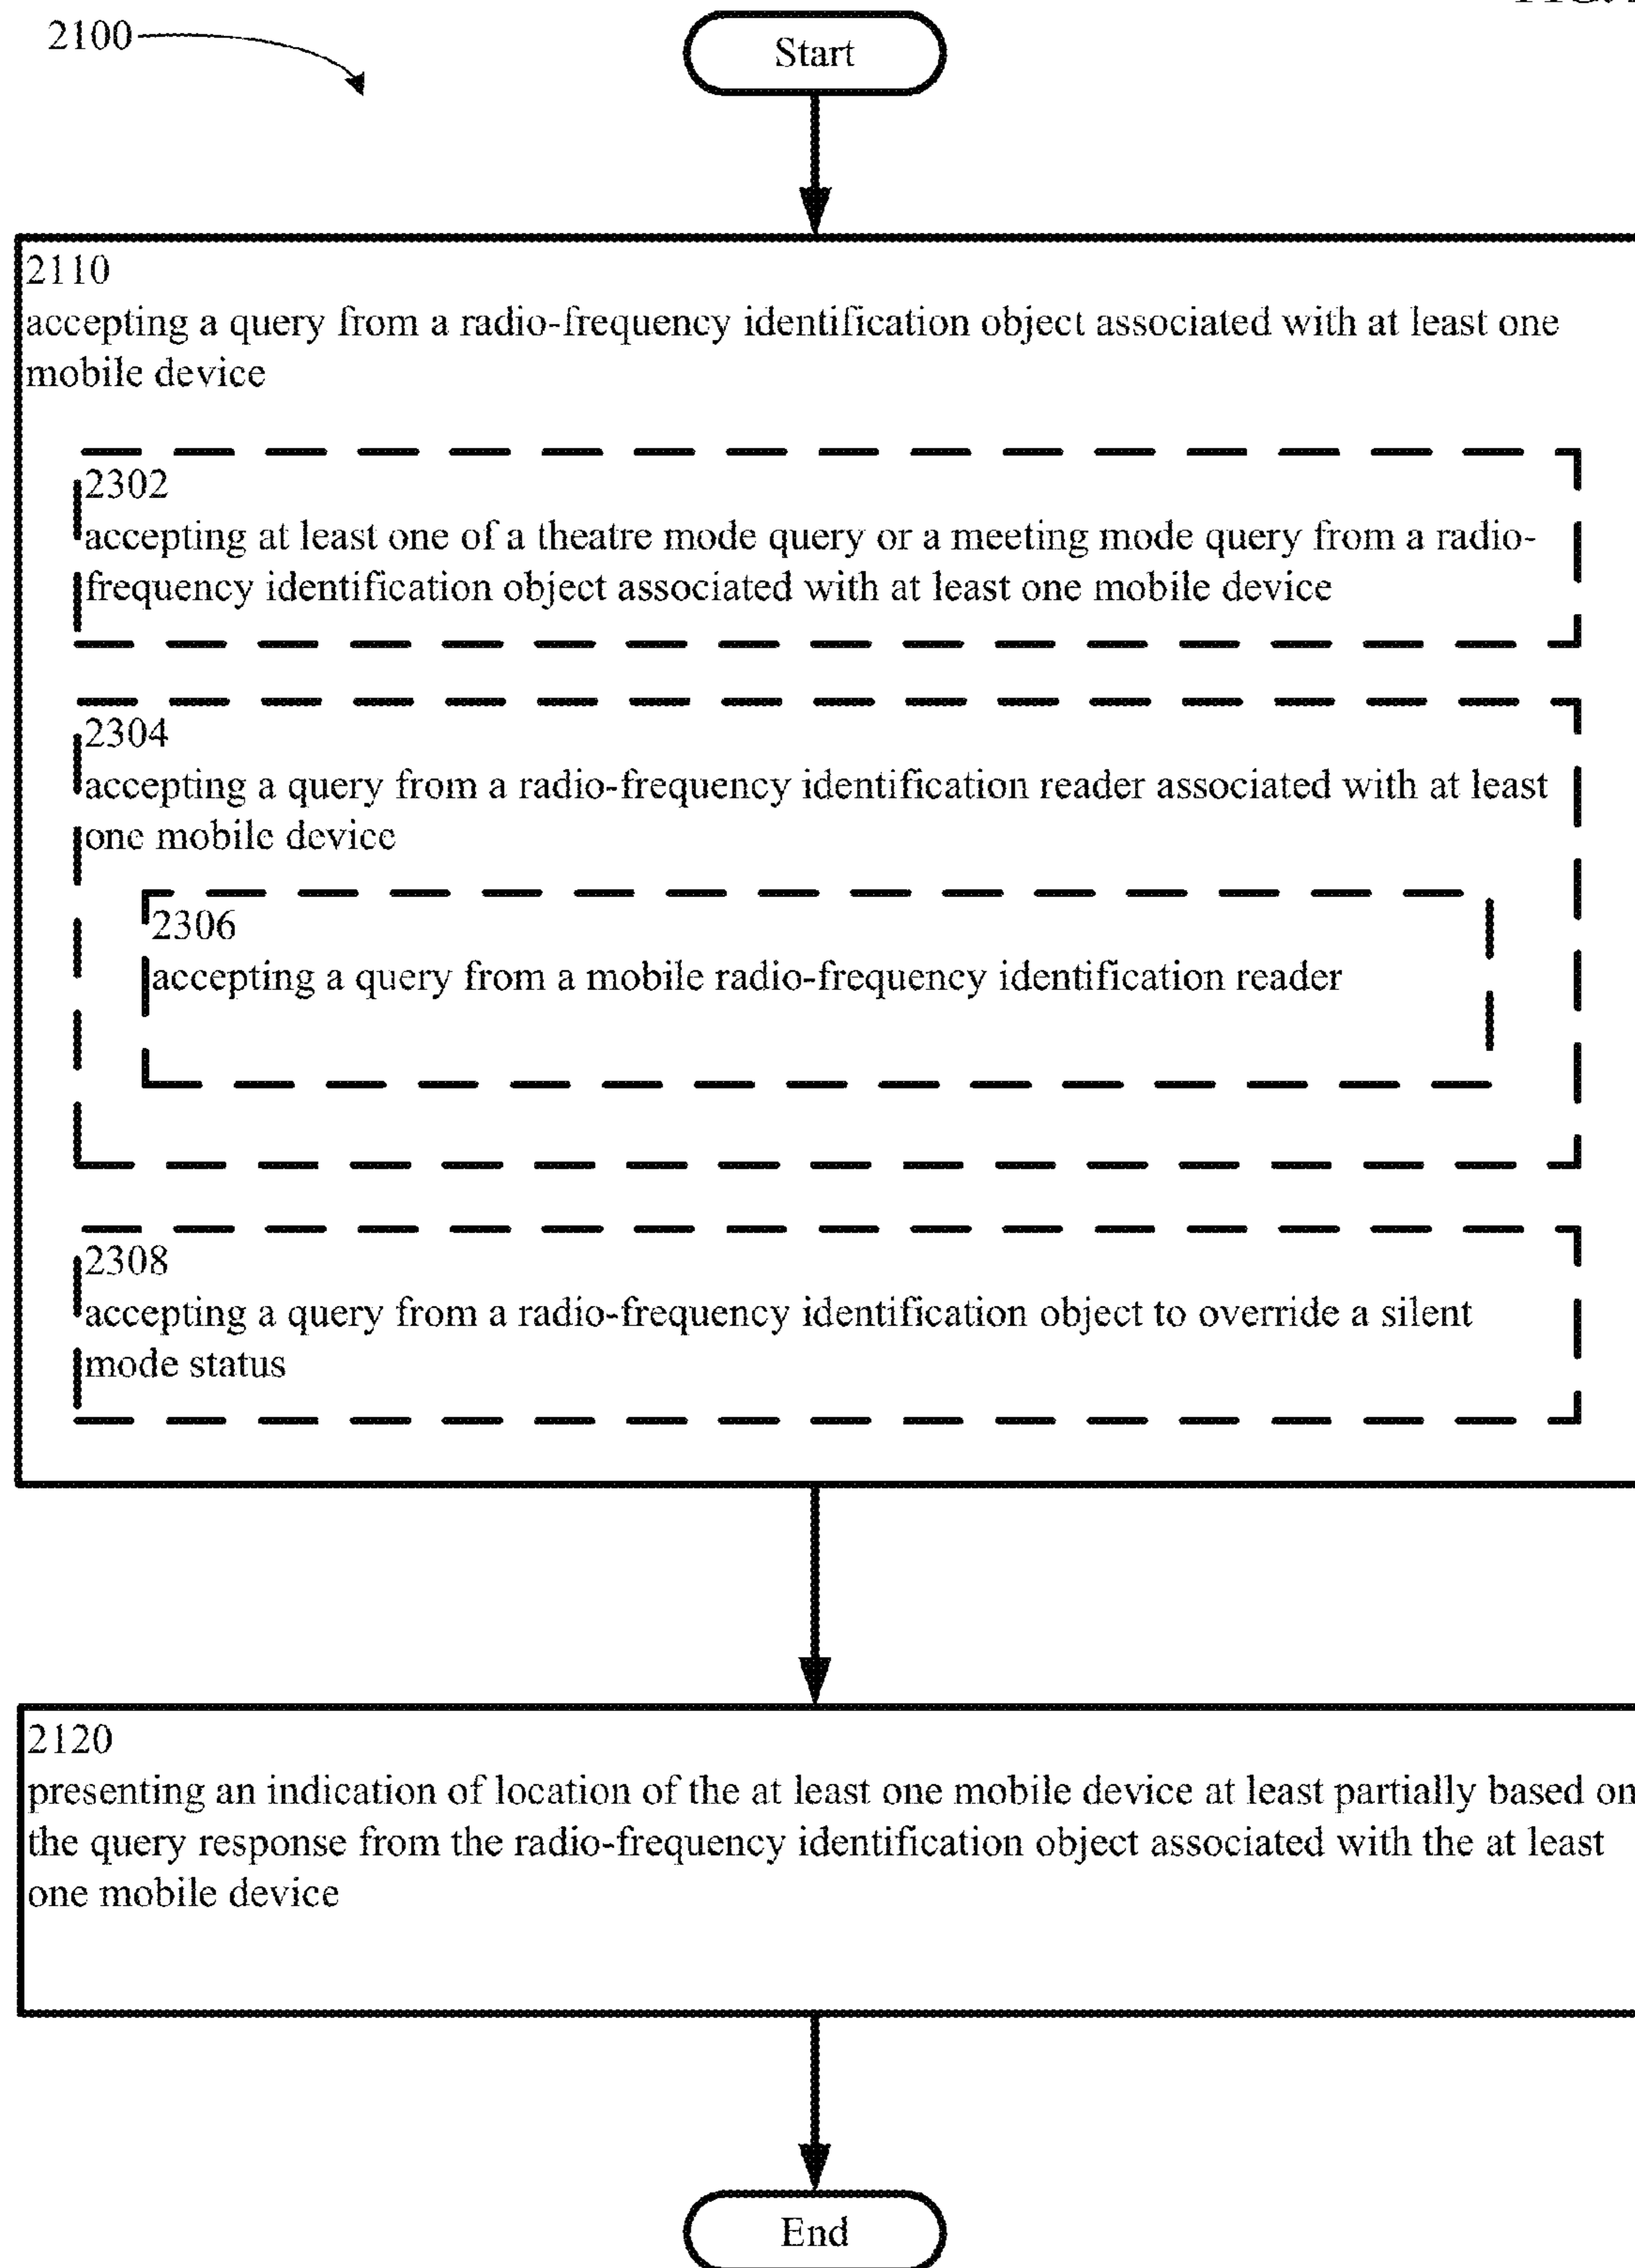 2100
Start
2110
accepting a query from a radio-frequency identification object associated with at least one
mobile device
2302
accepting at least one of a theatre mode query or a meeting mode query from a radio-
frequency identification object associated with at least one mobile device
2304
accepting a query from a radio-frequency identification reader associated with at least
one mobile device
2306
accepting a query from a mobile radio-frequency identification reader
2308
accepting a query from a radio-frequency identification object to override a silent
mode status
2120
presenting an indication of location of the at least one mobile device at least partially based on
the query response from the radio-frequency identification object associated with the at least
one mobile device
End